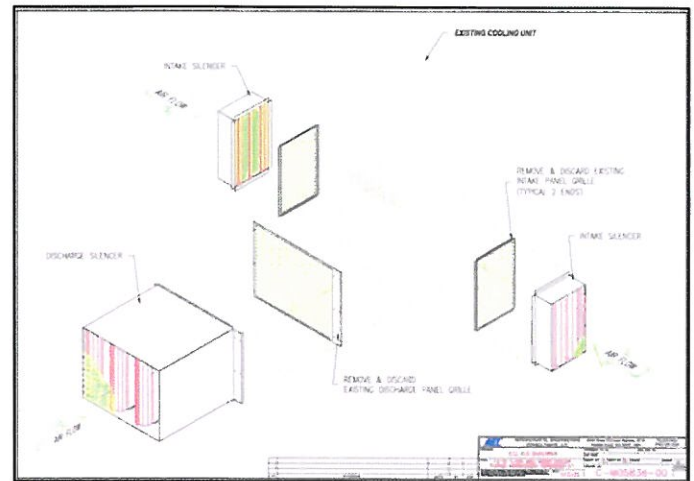 EXISTING COOLING UNIT
INTAKE SILENCER
AIR FLOW
REMOVE & DISCARD EXISTING
INTAKE PANEL GRILLE
(TYPICAL 2 ENDS)
INTAKE SILENCER
DISCHARGE SILENCER
AIR FLOW
REMOVE & DISCARD
EXISTING DISCHARGE PANEL GRILLE
AIR FLOW